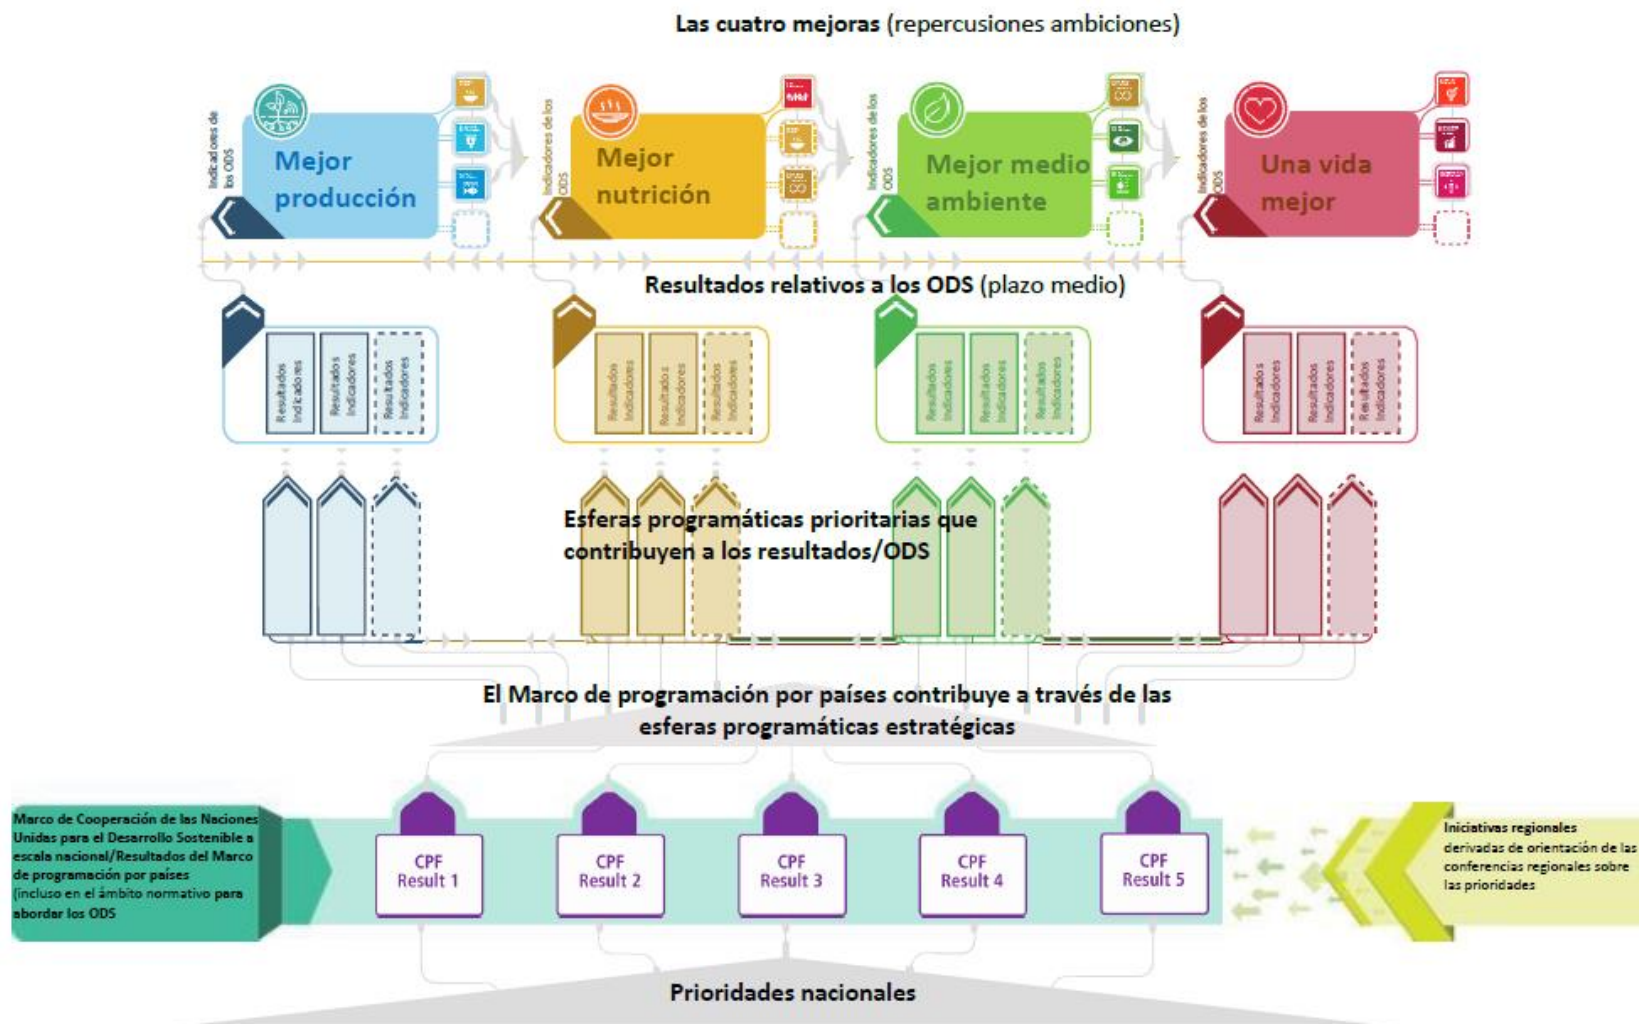 Las cuatro mejoras (repercusiones ambiciones)
Indicadores de
los ODS
Mejor
producción
Indicadores de los
ODS
Mejor
nutrición
Indicadores de los
ODS
Mejor medio
ambiente
Indicadores de los
ODS
Una vida
mejor
Resultados relativos a los ODS (plazo medio)
Resultados
Indicadores
Resultados
Indicadores
Resultados
Indicadores
Resultados
Indicadores
Resultados
Indicadores
Resultados
Indicadores
Resultados
Indicadores
Resultados
Indicadores
Resultados
Indicadores
Resultados
Indicadores
Resultados
Indicadores
Resultados
Indicadores
Esferas programáticas prioritarias que
contribuyen a los resultados/ODS
El Marco de programación por países contribuye a través de las
esferas programáticas estratégicas
Marco de Cooperación de las Naciones
Unidas para el Desarrollo Sostenible a
escala nacional/Resultados del Marco
de programación por países
(incluso en el ámbito normativo para
abordar los ODS
CPF
Result 1
CPF
Result 2
CPF
Result 3
CPF
Result 4
CPF
Result 5
Iniciativas regionales
derivadas de orientación de las
conferencias regionales sobre
las prioridades
Prioridades nacionales